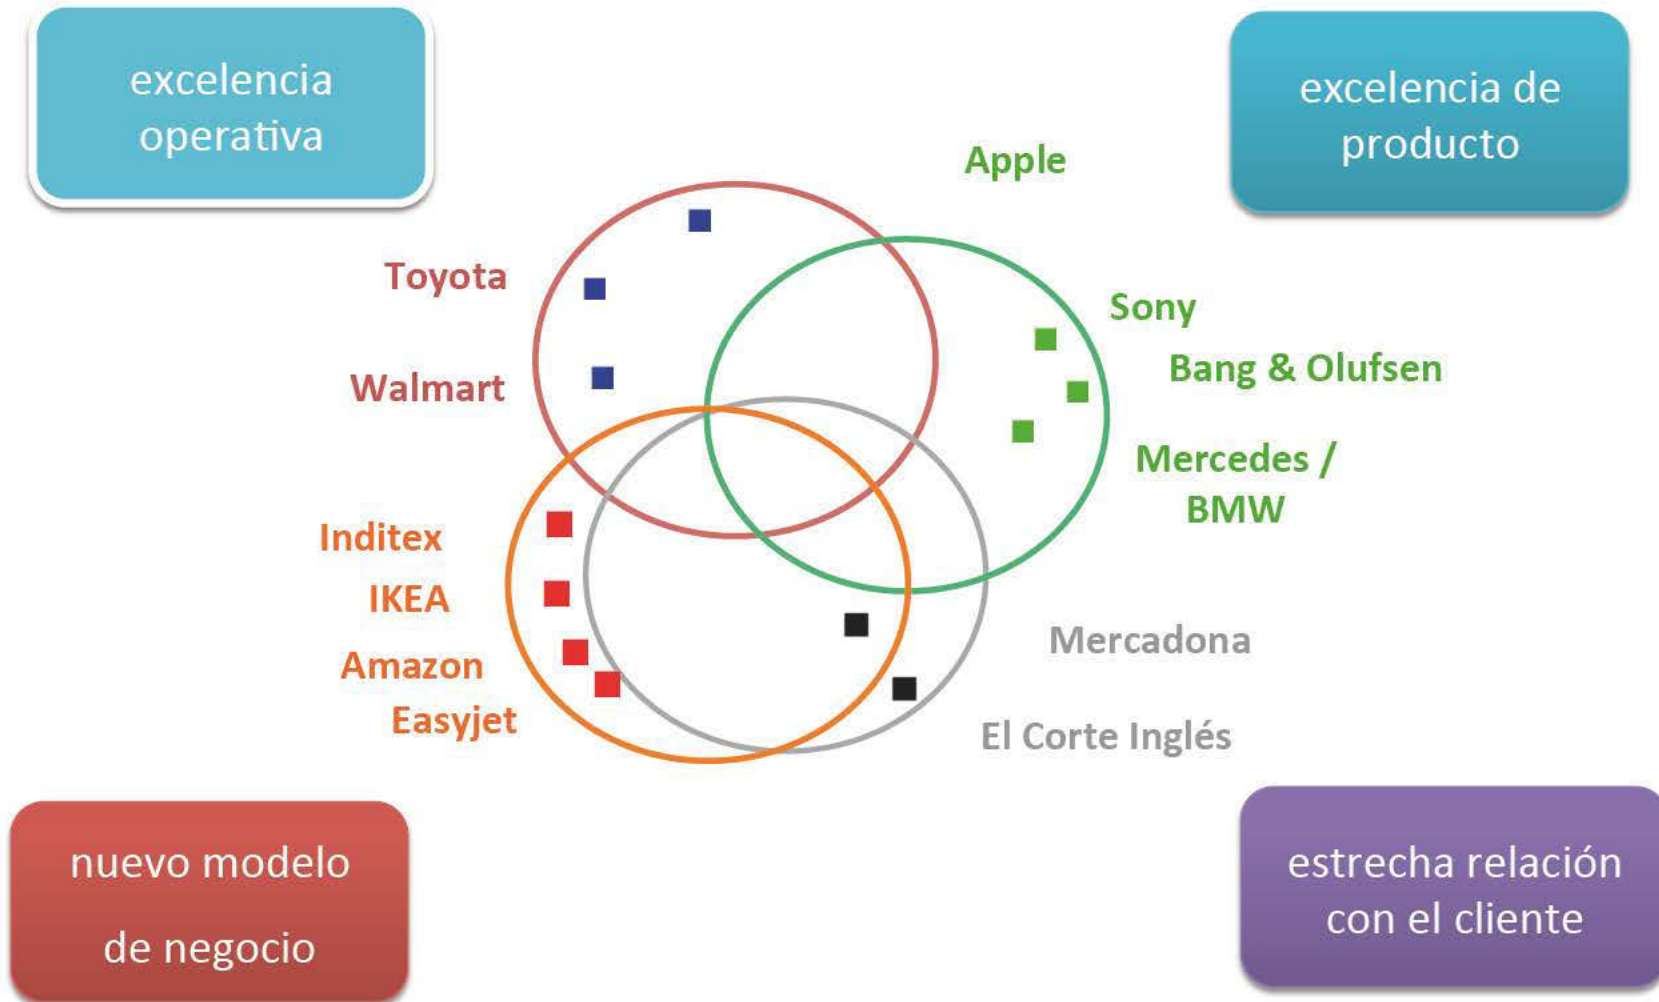 excelencia
operativa
excelencia de
producto
Apple
Toyota
Sony
Bang & Olufsen
Walmart
Mercedes /
BMW
Inditex
IKEA
Mercadona
Amazon
Easyjet
El Corte Inglés
nuevo modelo
de negocio
estrecha relación
con el cliente